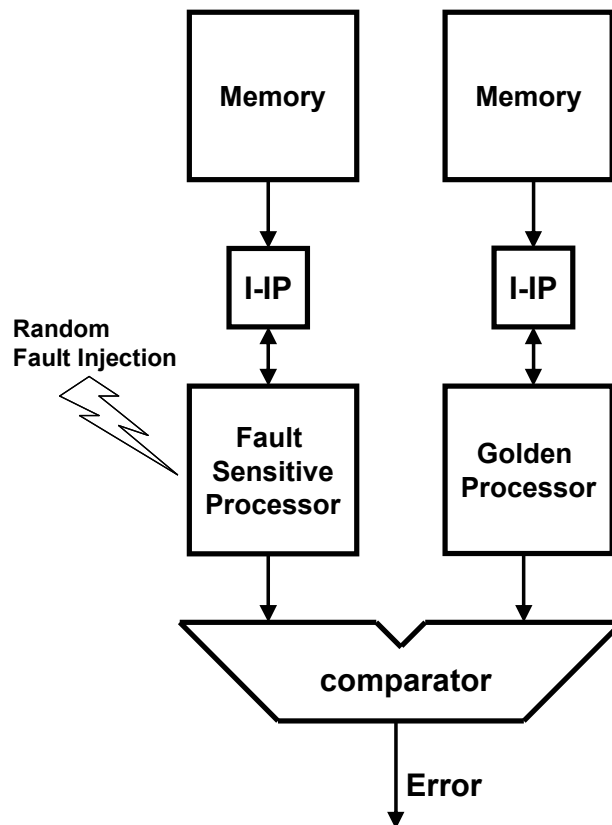 Memory
Memory
I-IP
I-IP
Random
Fault Injection
Fault
Sensitive
Processor
Golden
Processor
comparator
Error